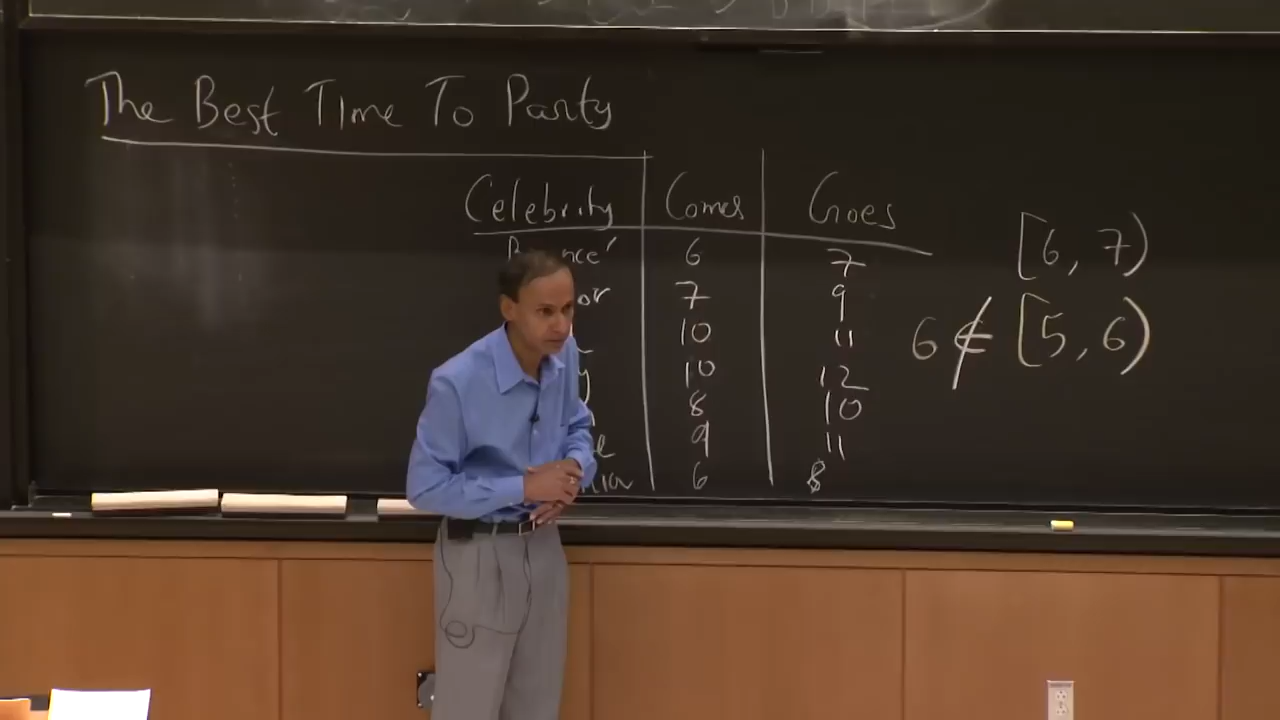 The Best Time To Party
Celebrity Comes Goes
6 7
7 9
10 11
10 12
8 10
9 11
6 8
[6, 7)
6 ∉ [5, 6)